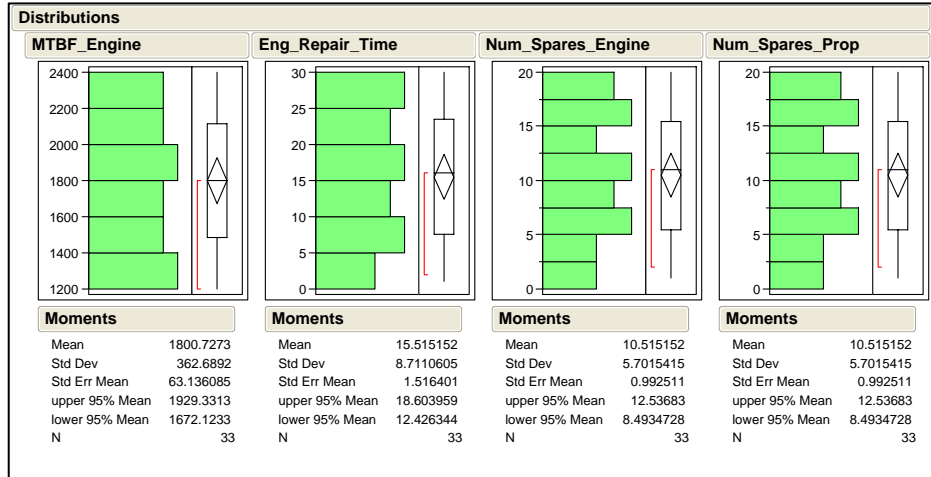 Distributions
MTBF_Engine
2400
2200
2000
1800
1600
1400
1200
Moments
Mean 1800.7273
Std Dev 362.6892
Std Err Mean 63.136085
upper 95% Mean 1929.3313
lower 95% Mean 1672.1233
N 33
Eng_Repair_Time
30
25
20
15
10
5
0
Moments
Mean 15.515152
Std Dev 8.7110605
Std Err Mean 1.516401
upper 95% Mean 18.603959
lower 95% Mean 12.426344
N 33
Num_Spares_Engine
20
15
10
5
0
Moments
Mean 10.515152
Std Dev 5.7015415
Std Err Mean 0.992511
upper 95% Mean 12.53683
lower 95% Mean 8.4934728
N 33
Num_Spares_Prop
20
15
10
5
0
Moments
Mean 10.515152
Std Dev 5.7015415
Std Err Mean 0.992511
upper 95% Mean 12.53683
lower 95% Mean 8.4934728
N 33